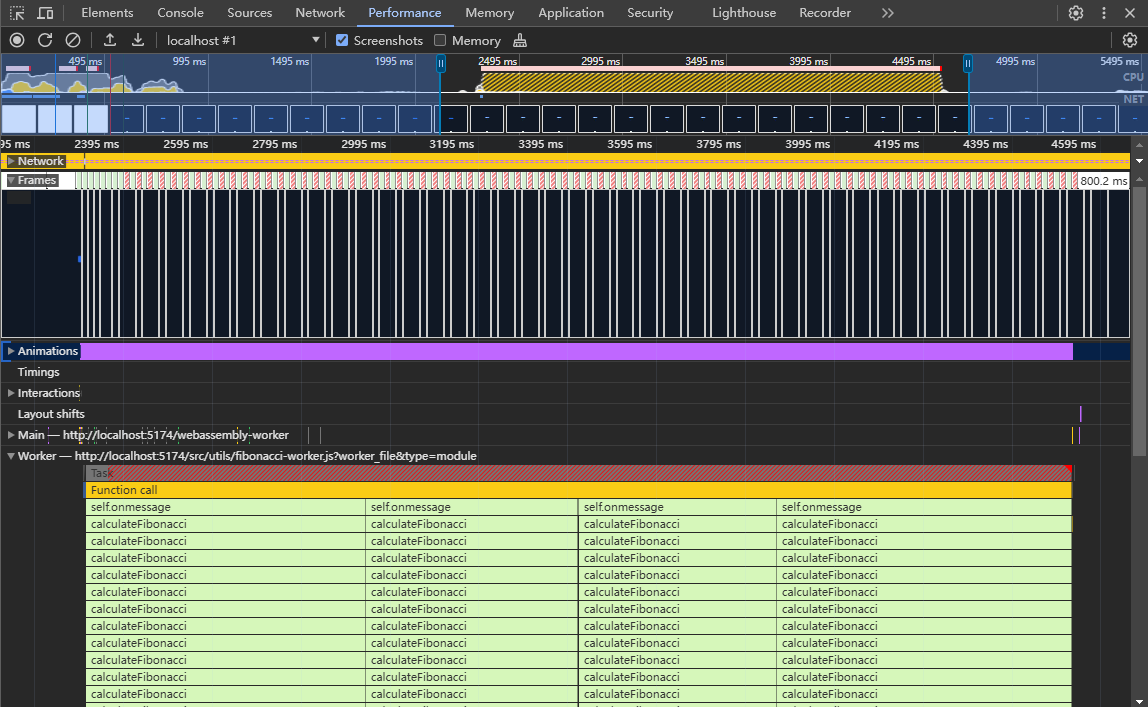 Elements Console Sources Network Performance Memory Application Security Lighthouse Recorder
localhost #1 Screenshots Memory
495 ms 995 ms 1495 ms 1995 ms 2495 ms 2995 ms 3495 ms 3995 ms 4495 ms 4995 ms 5495 ms
CPU
NET
95 ms 2395 ms 2595 ms 2795 ms 2995 ms 3195 ms 3395 ms 3595 ms 3795 ms 3995 ms 4195 ms 4395 ms 4595 ms
Network
Frames 800.2 ms
Animations
Timings
Interactions
Layout shifts
Main — http://localhost:5174/webassembly-worker
Worker — http://localhost:5174/src/utils/fibonacci-worker.js?worker_file&type=module
Task
Function call
self.onmessage self.onmessage self.onmessage self.onmessage
calculateFibonacci calculateFibonacci calculateFibonacci calculateFibonacci
calculateFibonacci calculateFibonacci calculateFibonacci calculateFibonacci
calculateFibonacci calculateFibonacci calculateFibonacci calculateFibonacci
calculateFibonacci calculateFibonacci calculateFibonacci calculateFibonacci
calculateFibonacci calculateFibonacci calculateFibonacci calculateFibonacci
calculateFibonacci calculateFibonacci calculateFibonacci calculateFibonacci
calculateFibonacci calculateFibonacci calculateFibonacci calculateFibonacci
calculateFibonacci calculateFibonacci calculateFibonacci calculateFibonacci
calculateFibonacci calculateFibonacci calculateFibonacci calculateFibonacci
calculateFibonacci calculateFibonacci calculateFibonacci calculateFibonacci
calculateFibonacci calculateFibonacci calculateFibonacci calculateFibonacci